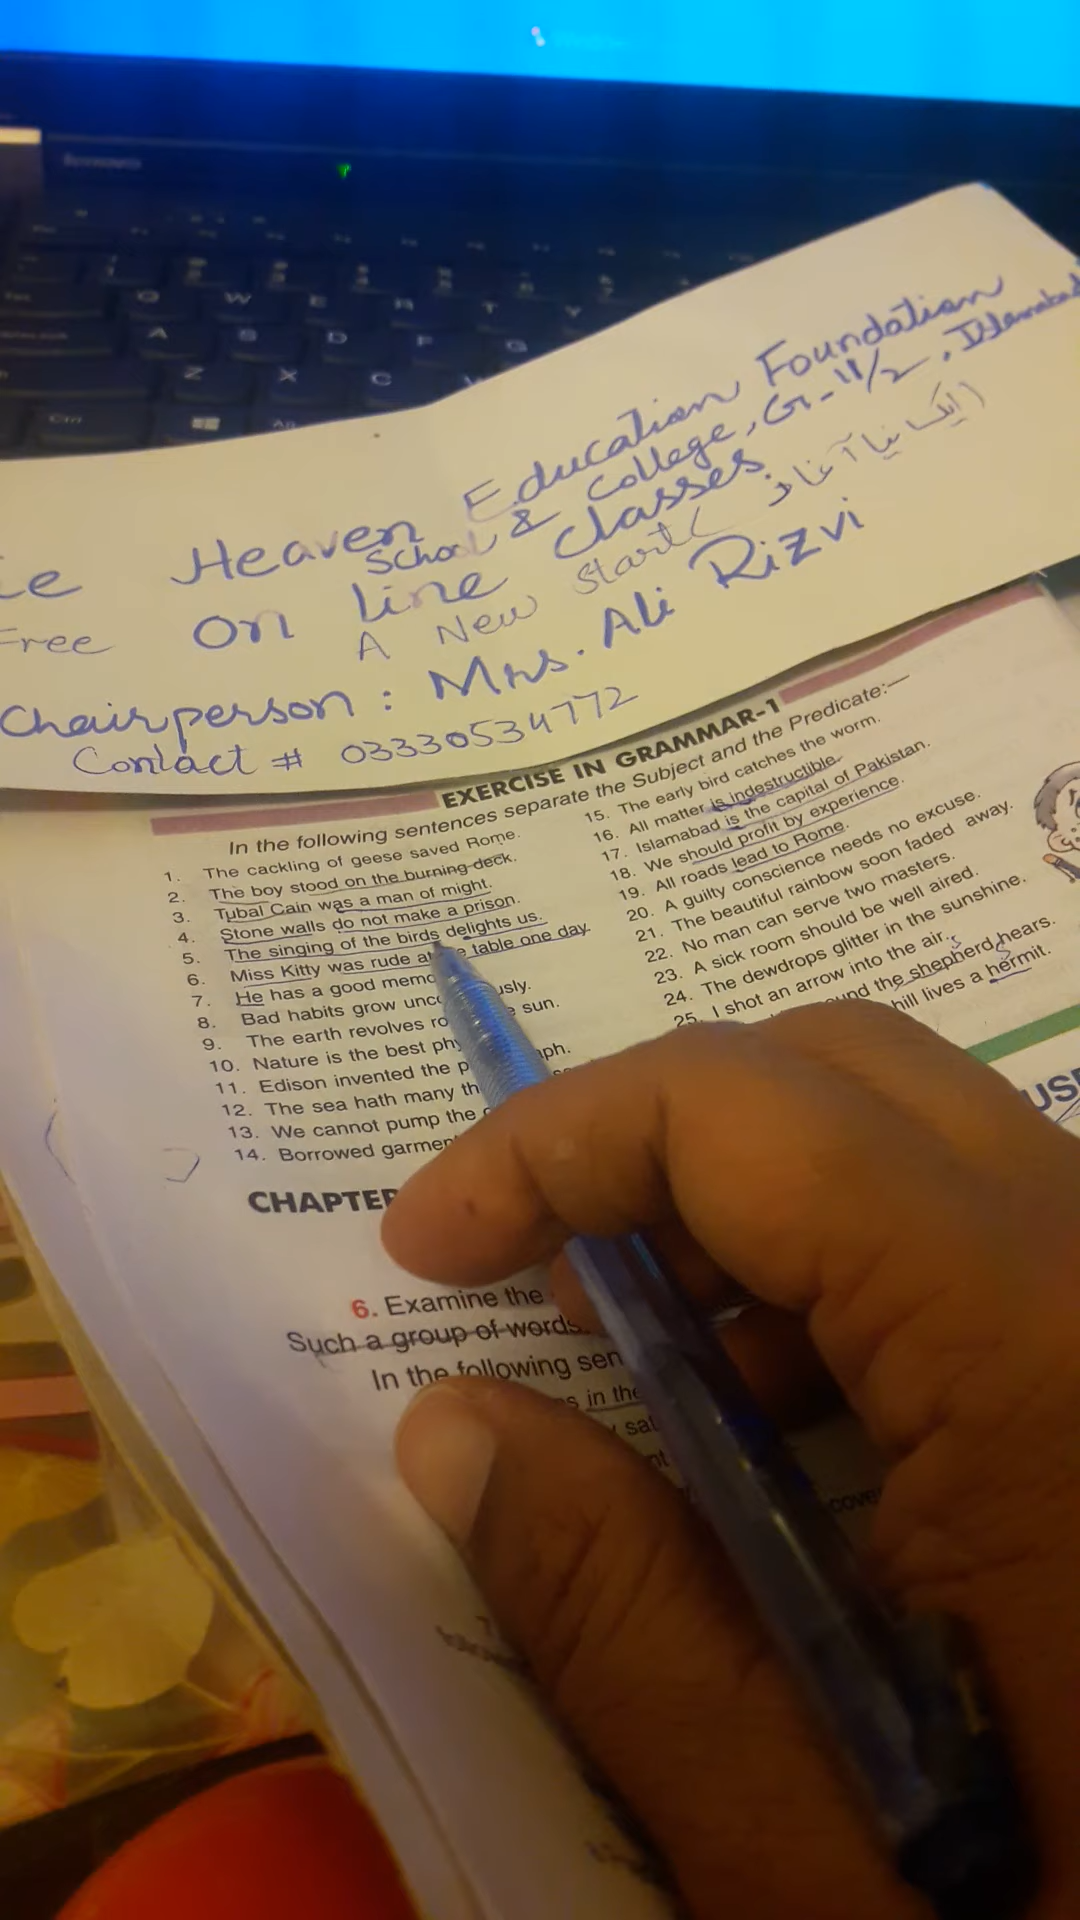 Heaven Education Foundation
School & College, G-11/2, Islamabad
Free On line Classes.
A New Start (ایک نیا آغاز)
Chairperson: Mrs. Ali Rizvi
Contact # 03330534772
EXERCISE IN GRAMMAR-1
In the following sentences separate the Subject and the Predicate:—
1. The cackling of geese saved Rome.
2. The boy stood on the burning deck.
3. Tubal Cain was a man of might.
4. Stone walls do not make a prison.
5. The singing of the birds delights us.
6. Miss Kitty was rude at table one day.
7. He has a good
8. Bad habits grow
9. The earth revolves sun.
10. Nature is the best
11. Edison invented the
12. The sea hath many
13. We cannot pump the
14. Borrowed
15. The early bird catches the worm.
16. All matter is indestructible.
17. Islamabad is the capital of Pakistan.
18. We should profit by experience.
19. All roads lead to Rome.
20. A guilty conscience needs no excuse.
21. The beautiful rainbow soon faded away.
22. No man can serve two masters.
23. A sick room should be well aired.
24. The dewdrops glitter in the sunshine.
25. I shot an arrow into the air.
the shepherd hears.
hill lives a hermit.
CHAPTER
6. Examine the
Such a group of words
In the following
in the